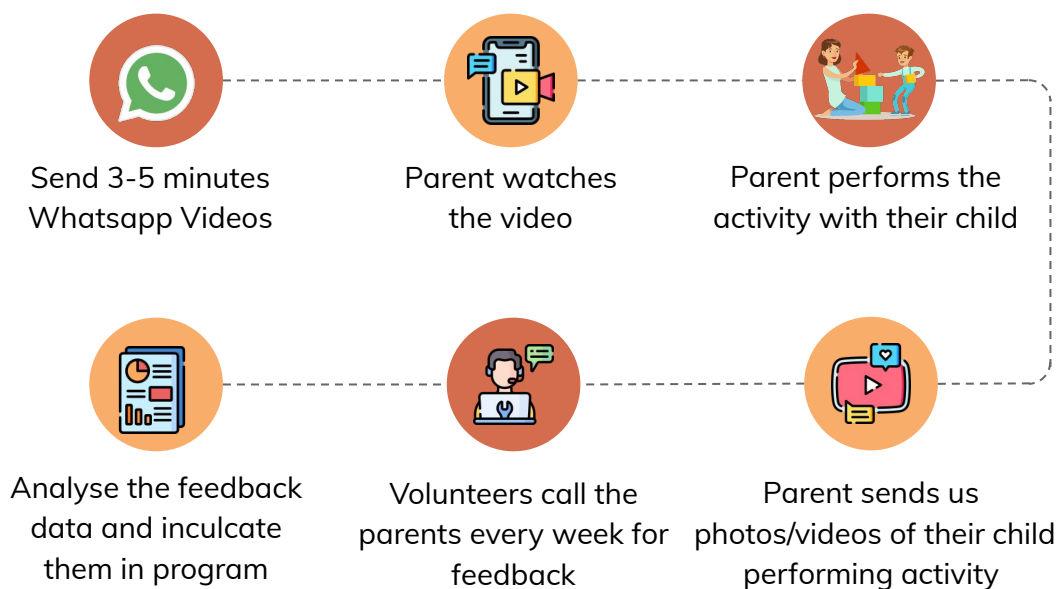 Send 3-5 minutes
Whatsapp Videos
Parent watches
the video
Parent performs the
activity with their child
Parent sends us
photos/videos of their child
performing activity
Volunteers call the
parents every week for
feedback
Analyse the feedback
data and inculcate
them in program